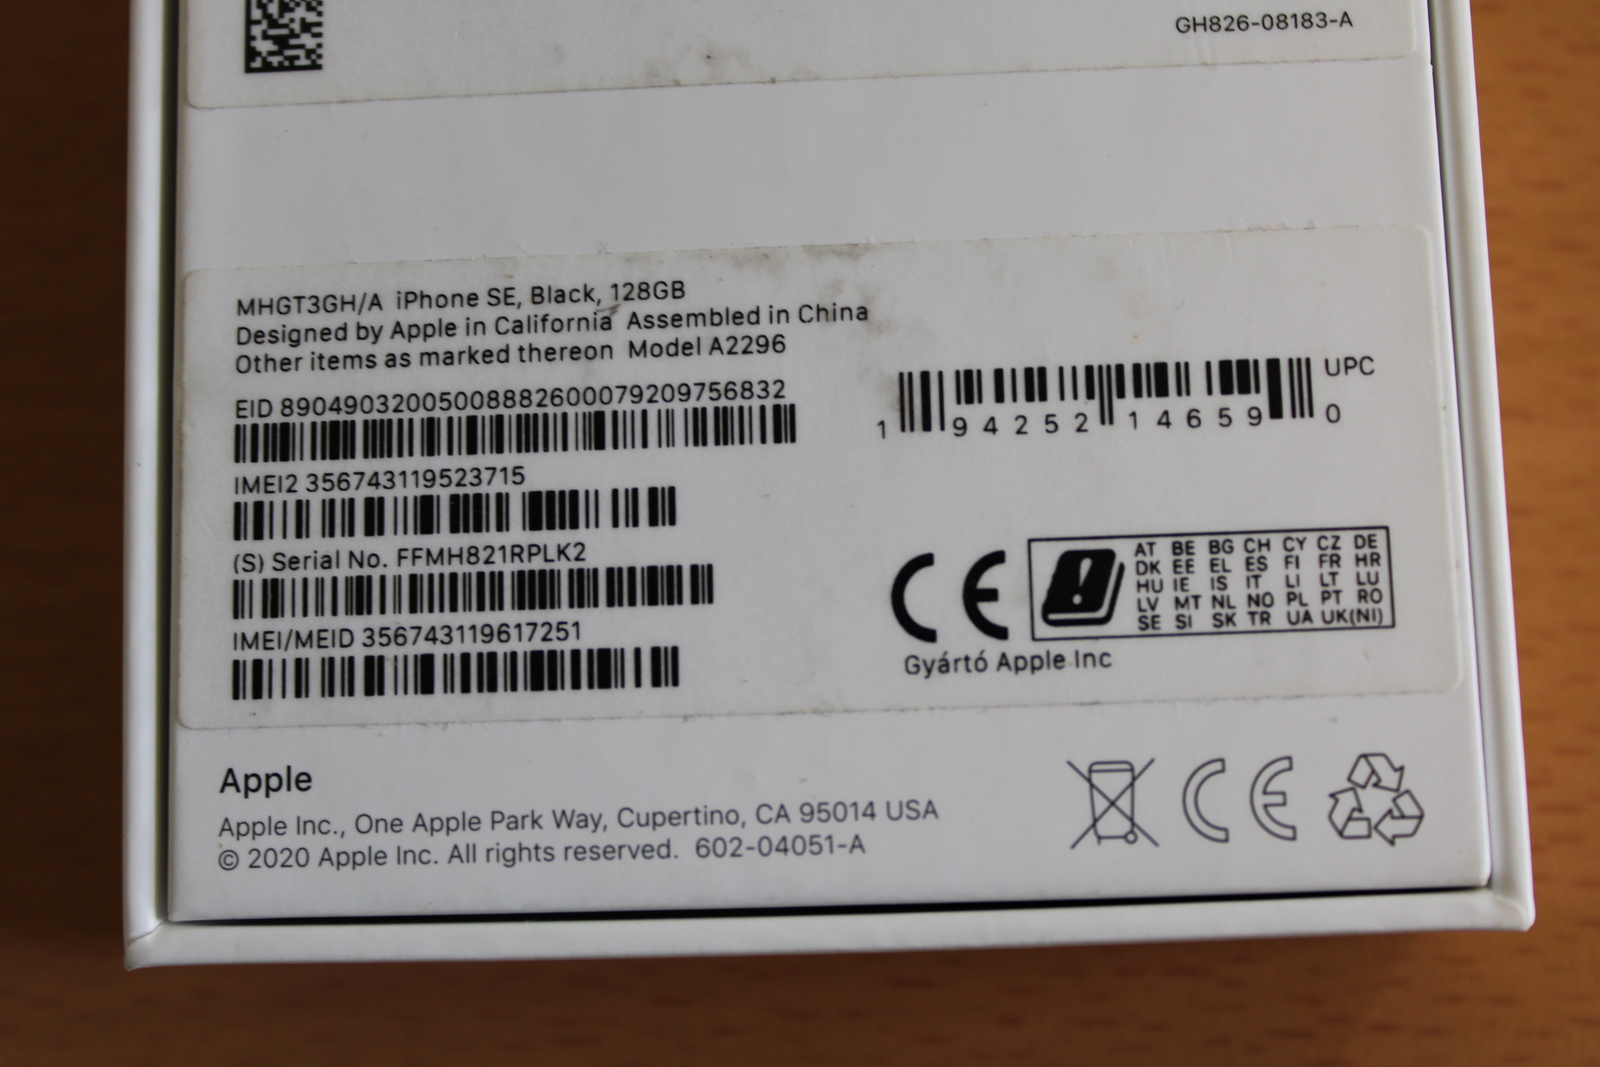 GH826-08183-A
MHGT3GH/A iPhone SE, Black, 128GB
Designed by Apple in California Assembled in China
Other items as marked thereon Model A2296
EID 89049032005008882600079209756832
IMEI2 356743119523715
(S) Serial No. FFMH821RPLK2
IMEI/MEID 356743119617251
UPC
1 94252 14659 0
CE
AT BE BG CH CY CZ DE
DK EE EL ES FI FR HR
HU IE IS IT LI LT LU
LV MT NL NO PL PT RO
SE SI SK TR UA UK(NI)
Gyártó Apple Inc
Apple
Apple Inc., One Apple Park Way, Cupertino, CA 95014 USA
© 2020 Apple Inc. All rights reserved. 602-04051-A
CE